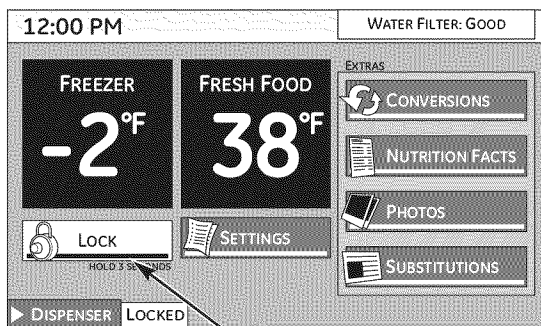 12:00 PM
WATER FILTER: GOOD
FREEZER
-2°F
FRESH FOOD
38°F
EXTRAS
CONVERSIONS
NUTRITION FACTS
PHOTOS
SUBSTITUTIONS
LOCK
HOLD 3 SECONDS
SETTINGS
DISPENSER LOCKED